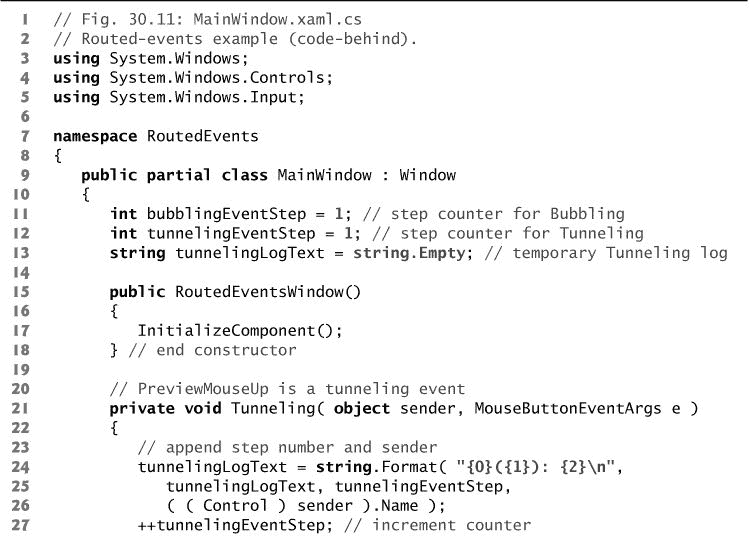 1 // Fig. 30.11: MainWindow.xaml.cs
2 // Routed-events example (code-behind).
3 using System.Windows;
4 using System.Windows.Controls;
5 using System.Windows.Input;
6
7 namespace RoutedEvents
8 {
9 public partial class MainWindow : Window
10 {
11 int bubblingEventStep = 1; // step counter for Bubbling
12 int tunnelingEventStep = 1; // step counter for Tunneling
13 string tunnelingLogText = string.Empty; // temporary Tunneling log
14
15 public RoutedEventsWindow()
16 {
17 InitializeComponent();
18 } // end constructor
19
20 // PreviewMouseUp is a tunneling event
21 private void Tunneling( object sender, MouseButtonEventArgs e )
22 {
23 // append step number and sender
24 tunnelingLogText = string.Format( "{0}({1}): {2}\n",
25 tunnelingLogText, tunnelingEventStep,
26 ( ( Control ) sender ).Name );
27 ++tunnelingEventStep; // increment counter